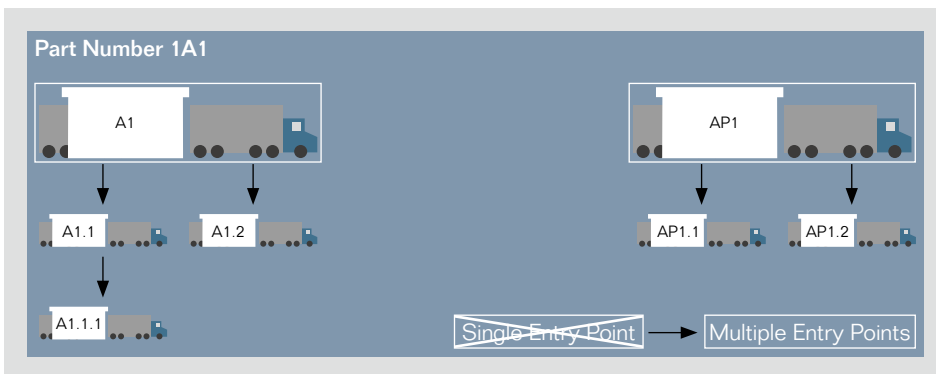 Part Number 1A1
A1
AP1
A1.1
A1.2
AP1.1
AP1.2
A1.1.1
Single Entry Point
Multiple Entry Points